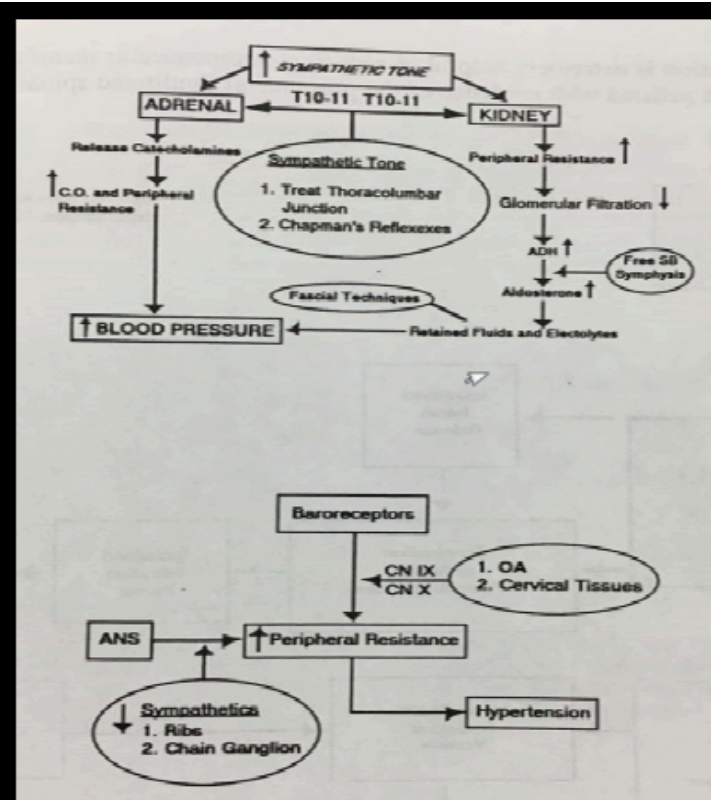 ↑ SYMPATHETIC TONE
ADRENAL
T10-11 T10-11
KIDNEY
Release Catecholamines
↑ C.O. and Peripheral
Resistance
Sympathetic Tone
1. Treat Thoracolumbar
Junction
2. Chapman's Reflexexes
Peripheral Resistance ↑
Glomerular Filtration ↓
ADH ↑
Free SB
Symphysis
Aldosterone ↑
Fascial Techniques
↑ BLOOD PRESSURE
Retained Fluids and Electolytes
Baroreceptors
CN IX
CN X
1. OA
2. Cervical Tissues
ANS
↑ Peripheral Resistance
↓ Sympathetics
1. Ribs
2. Chain Ganglion
Hypertension